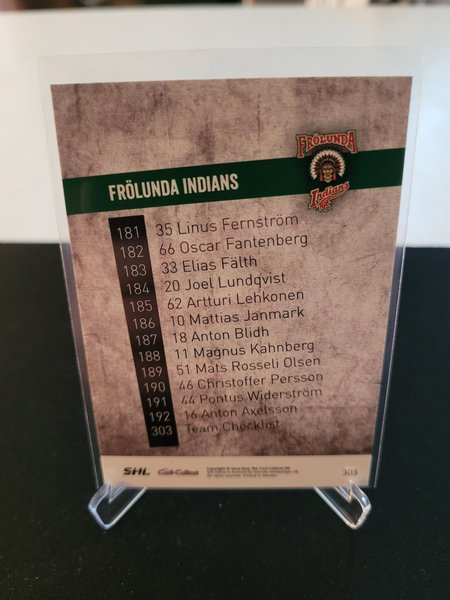 FRÖLUNDA
Indians
FRÖLUNDA INDIANS
181 35 Linus Fernström
182 66 Oscar Fantenberg
183 33 Elias Fälth
184 20 Joel Lundqvist
185 62 Artturi Lehkonen
186 10 Mattias Janmark
187 18 Anton Blidh
188 11 Magnus Kahnberg
189 51 Mats Rosseli Olsen
190 46 Christoffer Persson
191 44 Pontus Widerström
192 16 Anton Axelsson
303 Team Checklist
SHL
303